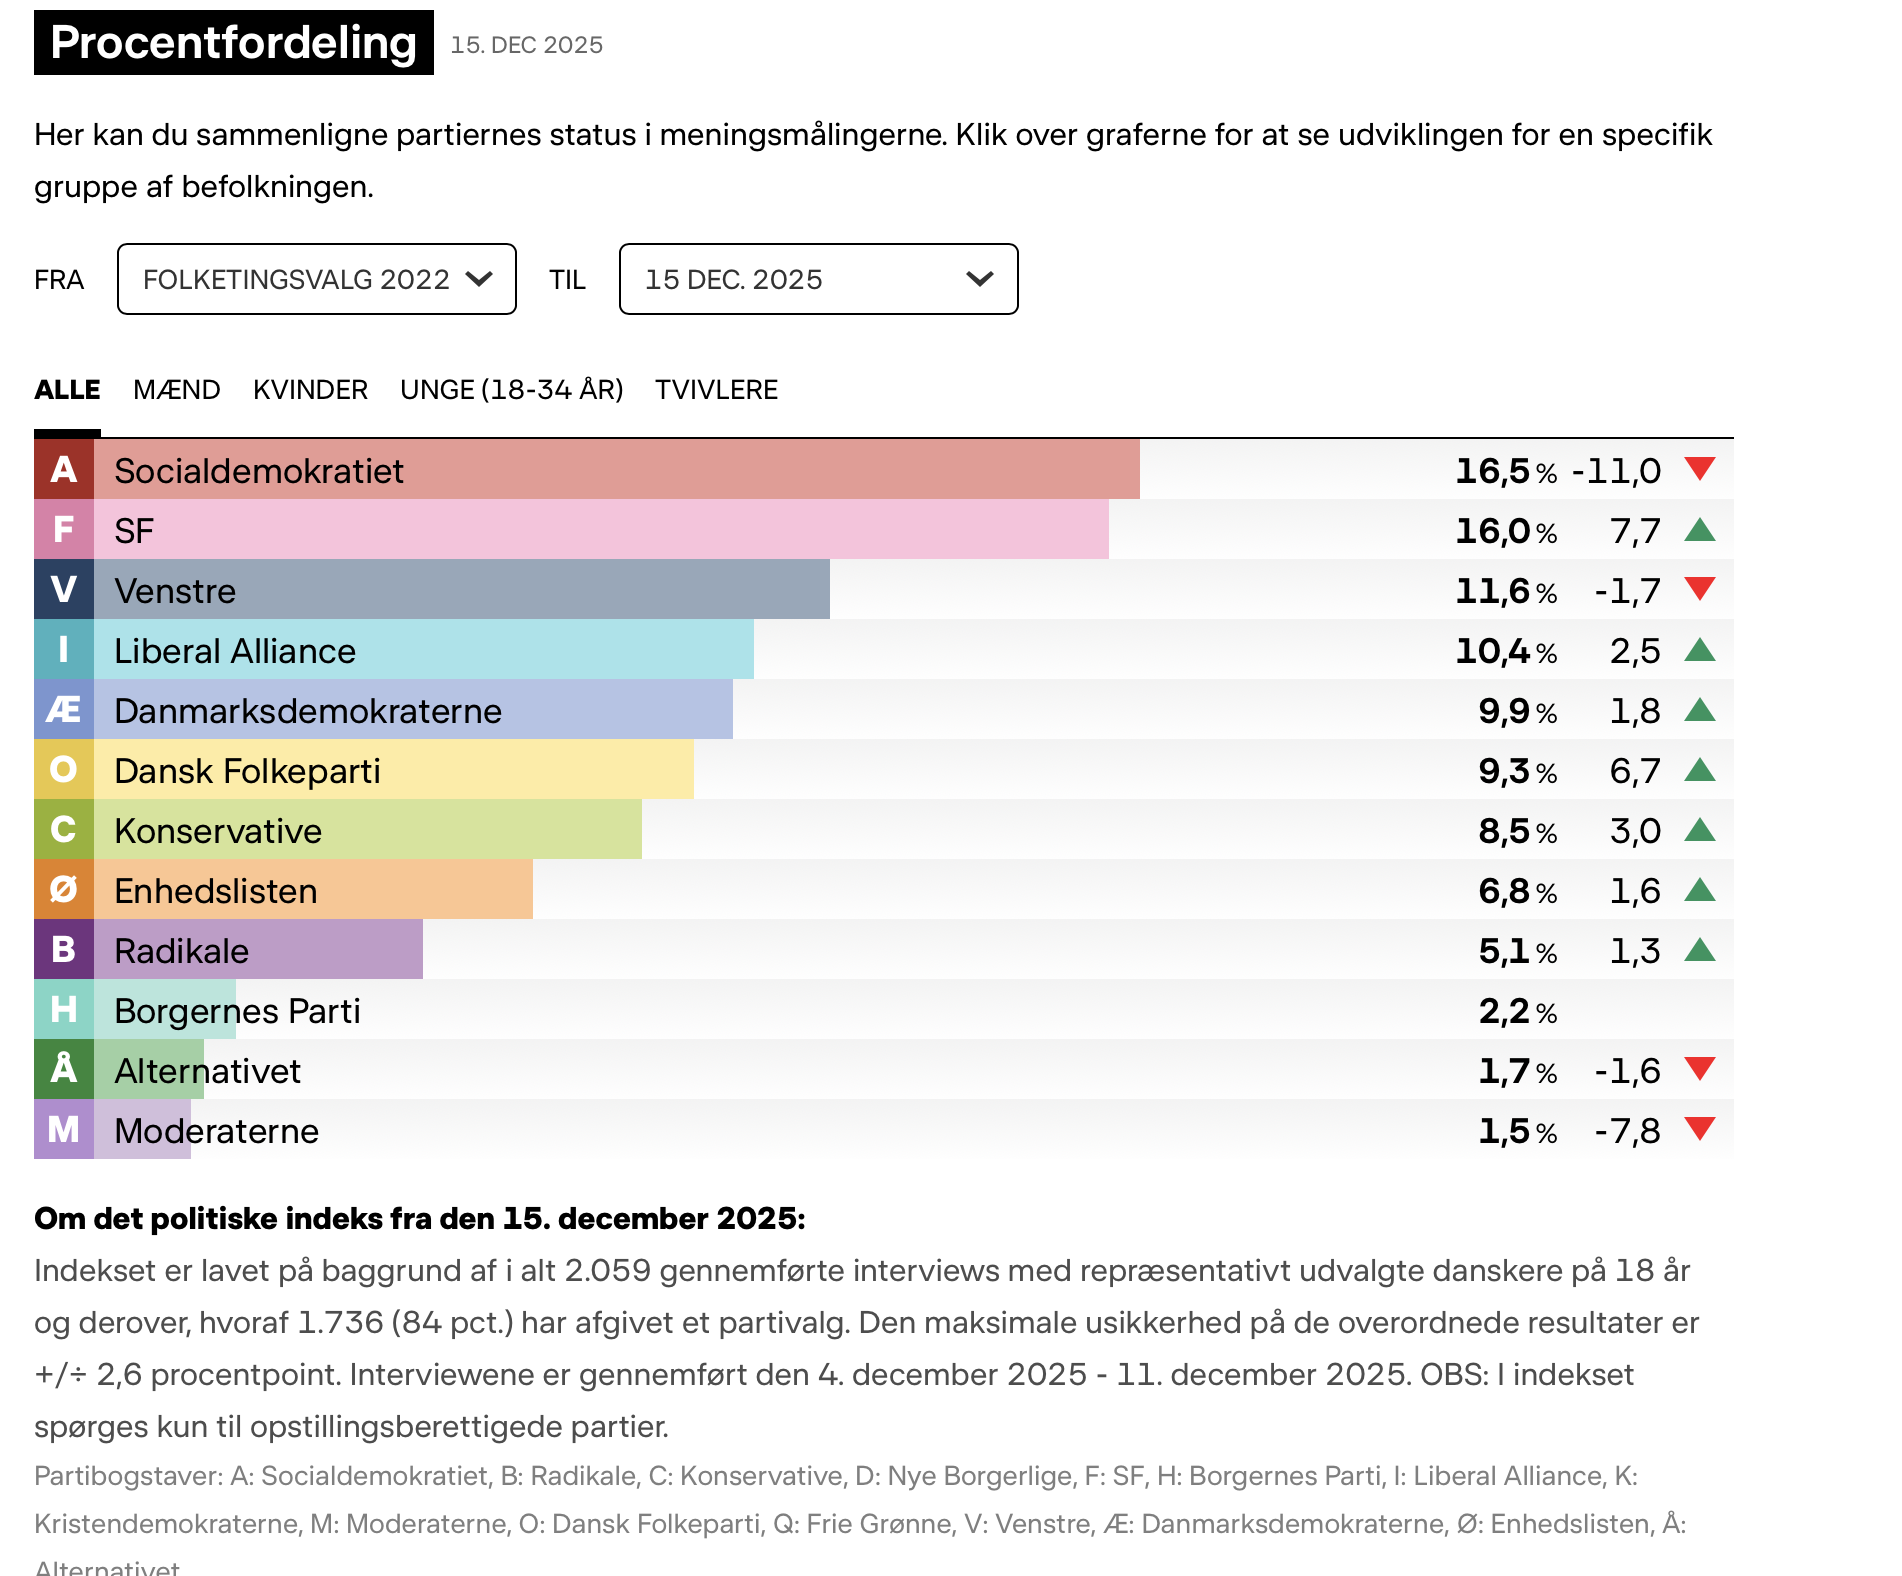 Procentfordeling 15. DEC 2025
Her kan du sammenligne partiernes status i meningsmålingerne. Klik over graferne for at se udviklingen for en specifik
gruppe af befolkningen.
FRA FOLKETINGSVALG 2022 TIL 15 DEC. 2025
ALLE MÆND KVINDER UNGE (18-34 ÅR) TVIVLERE
A Socialdemokratiet 16,5 % -11,0
F SF 16,0 % 7,7
V Venstre 11,6 % -1,7
I Liberal Alliance 10,4 % 2,5
Æ Danmarksdemokraterne 9,9 % 1,8
O Dansk Folkeparti 9,3 % 6,7
C Konservative 8,5 % 3,0
Ø Enhedslisten 6,8 % 1,6
B Radikale 5,1 % 1,3
H Borgernes Parti 2,2 %
Å Alternativet 1,7 % -1,6
M Moderaterne 1,5 % -7,8
Om det politiske indeks fra den 15. december 2025:
Indekset er lavet på baggrund af i alt 2.059 gennemførte interviews med repræsentativt udvalgte danskere på 18 år
og derover, hvoraf 1.736 (84 pct.) har afgivet et partivalg. Den maksimale usikkerhed på de overordnede resultater er
+/÷ 2,6 procentpoint. Interviewene er gennemført den 4. december 2025 - 11. december 2025. OBS: I indekset
spørges kun til opstillingsberettigede partier.
Partibogstaver: A: Socialdemokratiet, B: Radikale, C: Konservative, D: Nye Borgerlige, F: SF, H: Borgernes Parti, I: Liberal Alliance, K:
Kristendemokraterne, M: Moderaterne, O: Dansk Folkeparti, Q: Frie Grønne, V: Venstre, Æ: Danmarksdemokraterne, Ø: Enhedslisten, Å:
Alternativet